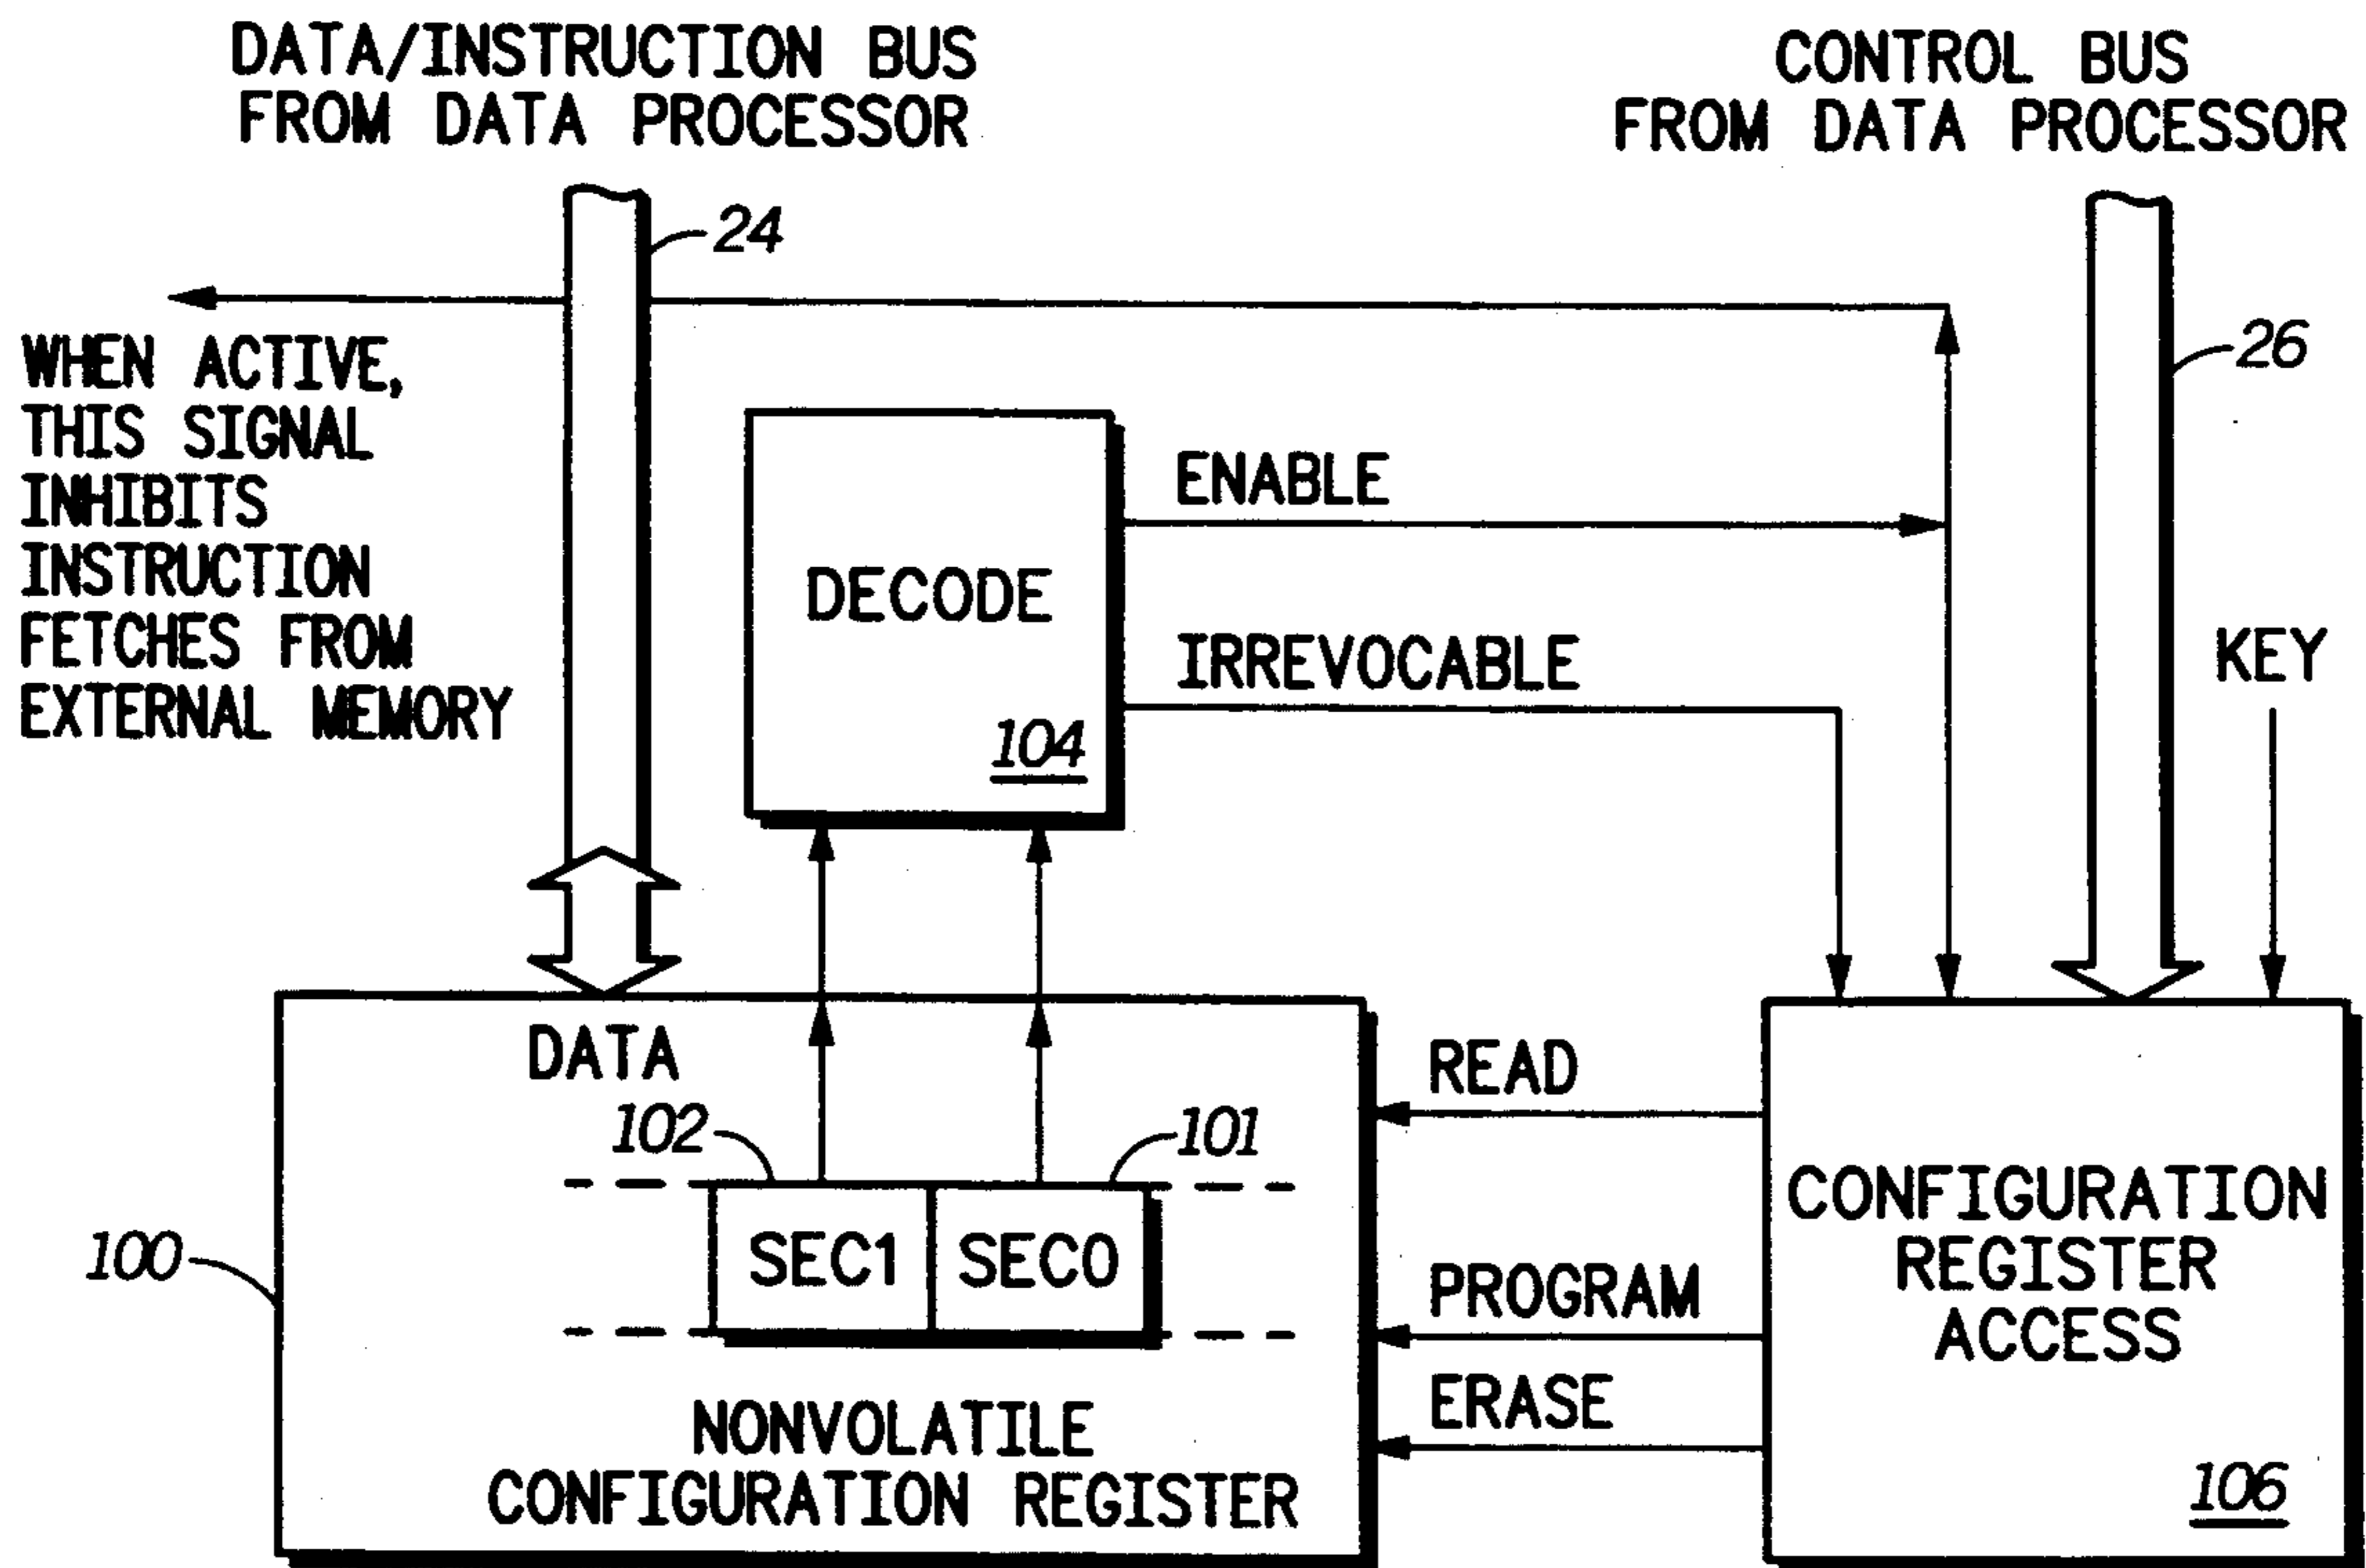 DATA/INSTRUCTION BUS
FROM DATA PROCESSOR
CONTROL BUS
FROM DATA PROCESSOR
24
26
WHEN ACTIVE,
THIS SIGNAL
INHIBITS
INSTRUCTION
FETCHES FROM
EXTERNAL MEMORY
ENABLE
DECODE
IRREVOCABLE
104
KEY
DATA
READ
102
101
100
SEC1
SEC0
CONFIGURATION
REGISTER
ACCESS
PROGRAM
ERASE
NONVOLATILE
CONFIGURATION REGISTER
106